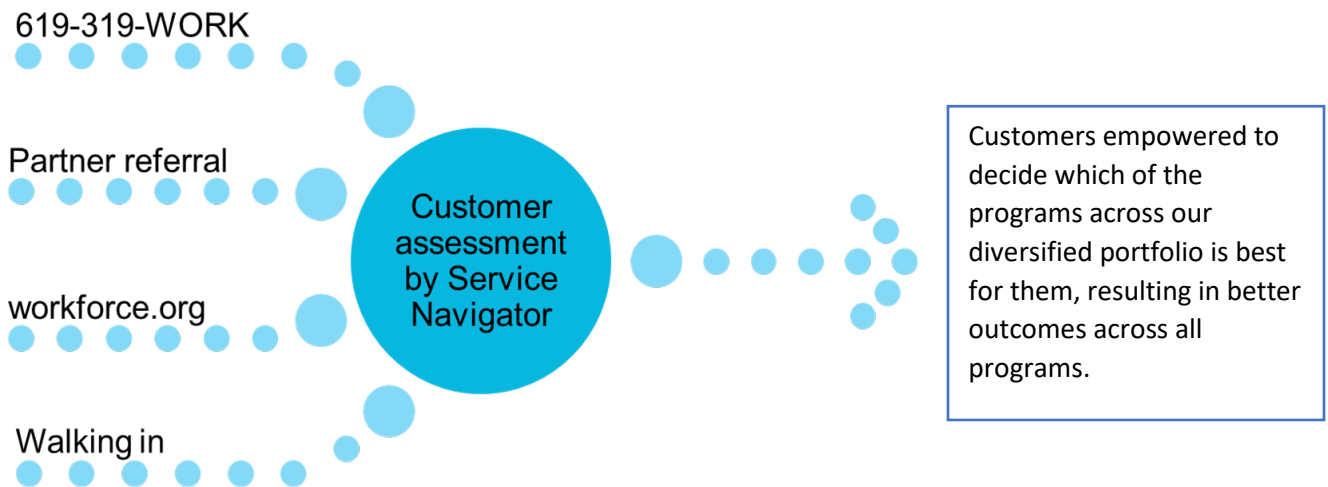 619-319-WORK
Partner referral
workforce.org
Walking in
Customer
assessment
by Service
Navigator
Customers empowered to
decide which of the
programs across our
diversified portfolio is best
for them, resulting in better
outcomes across all
programs.